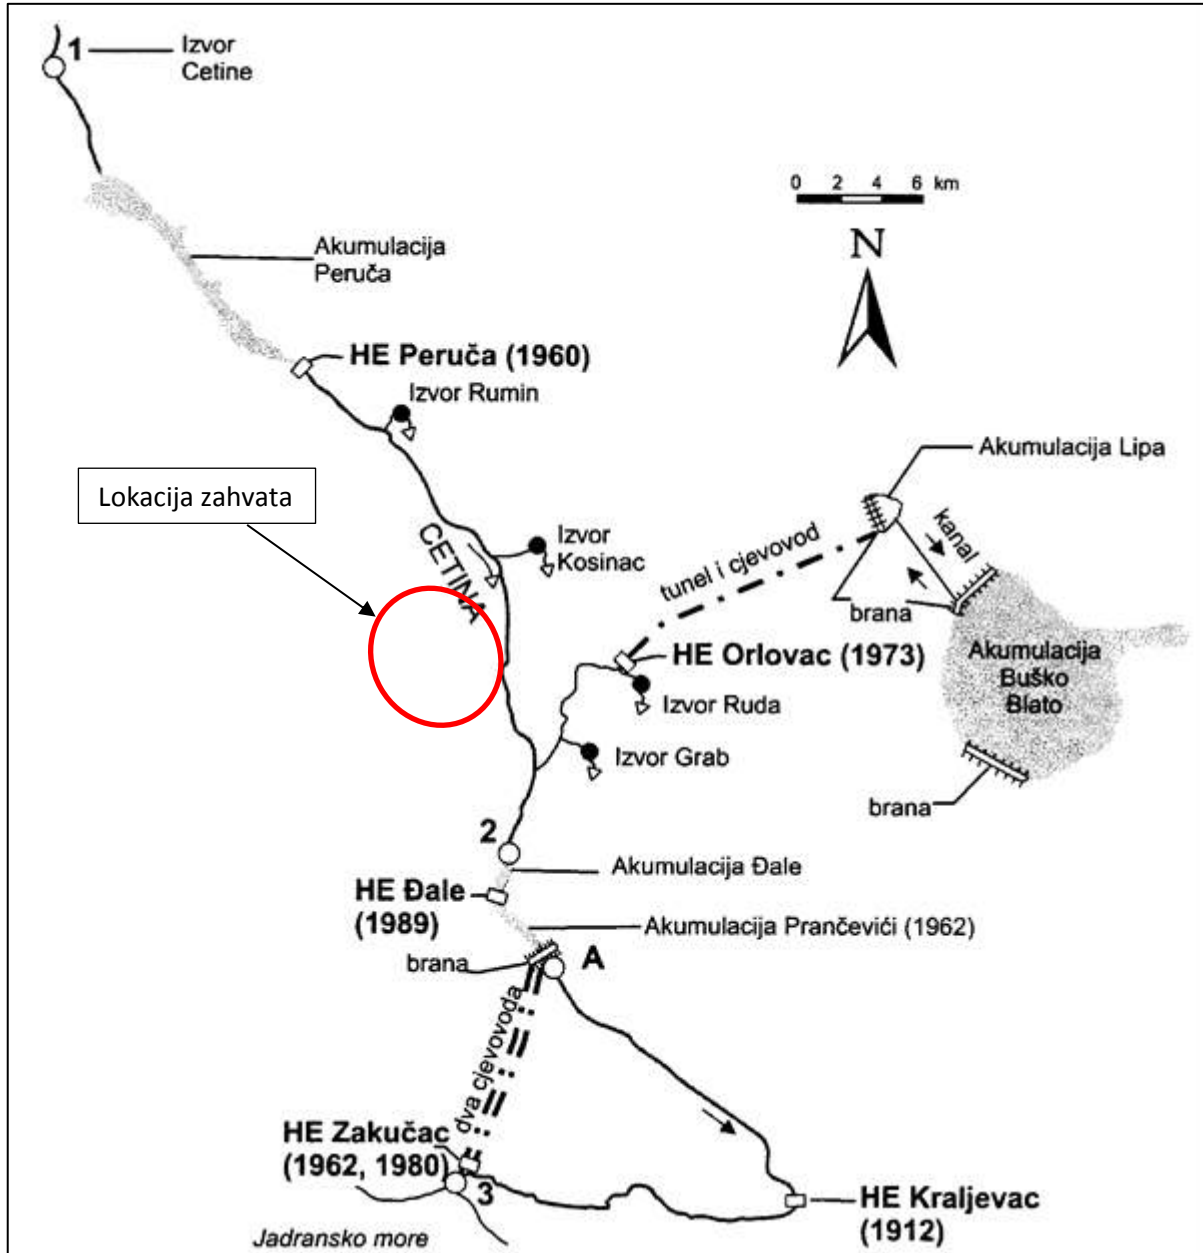 1
Izvor
Cetine
0 2 4 6 km
N
Akumulacija
Peruča
HE Peruča (1960)
Izvor Rumin
Akumulacija Lipa
Lokacija zahvata
kanal
Izvor
Kosinac
CETINA
tunel i cjevovod
brana
HE Orlovac (1973)
Akumulacija
Buško
Blato
Izvor Ruda
Izvor Grab
brana
2
Akumulacija Đale
HE Đale
(1989)
Akumulacija Prančevići (1962)
brana
A
dva cjevovoda
HE Zakučac
(1962, 1980)
3
HE Kraljevac
(1912)
Jadransko more